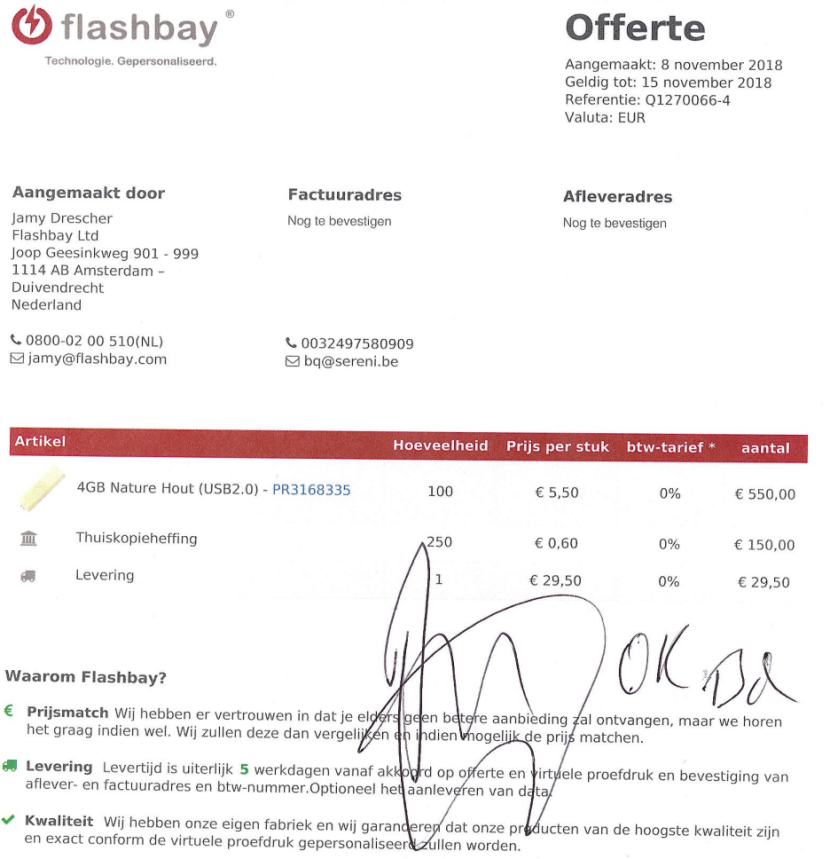 flashbay®
Technologie. Gepersonaliseerd.
Offerte
Aangemaakt: 8 november 2018
Geldig tot: 15 november 2018
Referentie: Q1270066-4
Valuta: EUR
Aangemaakt door
Jamy Drescher
Flashbay Ltd
Joop Geesinkweg 901 - 999
1114 AB Amsterdam –
Duivendrecht
Nederland
0800-02 00 510(NL)
jamy@flashbay.com
Factuuradres
Nog te bevestigen
0032497580909
bq@sereni.be
Afleveradres
Nog te bevestigen
Artikel Hoeveelheid Prijs per stuk btw-tarief * aantal
4GB Nature Hout (USB2.0) - PR3168335 100 € 5,50 0% € 550,00
Thuiskopieheffing 250 € 0,60 0% € 150,00
Levering 1 € 29,50 0% € 29,50
OK
Waarom Flashbay?
€ Prijsmatch Wij hebben er vertrouwen in dat je elders geen betere aanbieding zal ontvangen, maar we horen
het graag indien wel. Wij zullen deze dan vergelijken en indien mogelijk de prijs matchen.
Levering Levertijd is uiterlijk 5 werkdagen vanaf akkoord op offerte en virtuele proefdruk en bevestiging van
aflever- en factuuradres en btw-nummer.Optioneel het aanleveren van data.
Kwaliteit Wij hebben onze eigen fabriek en wij garanderen dat onze producten van de hoogste kwaliteit zijn
en exact conform de virtuele proefdruk gepersonaliseerd zullen worden.